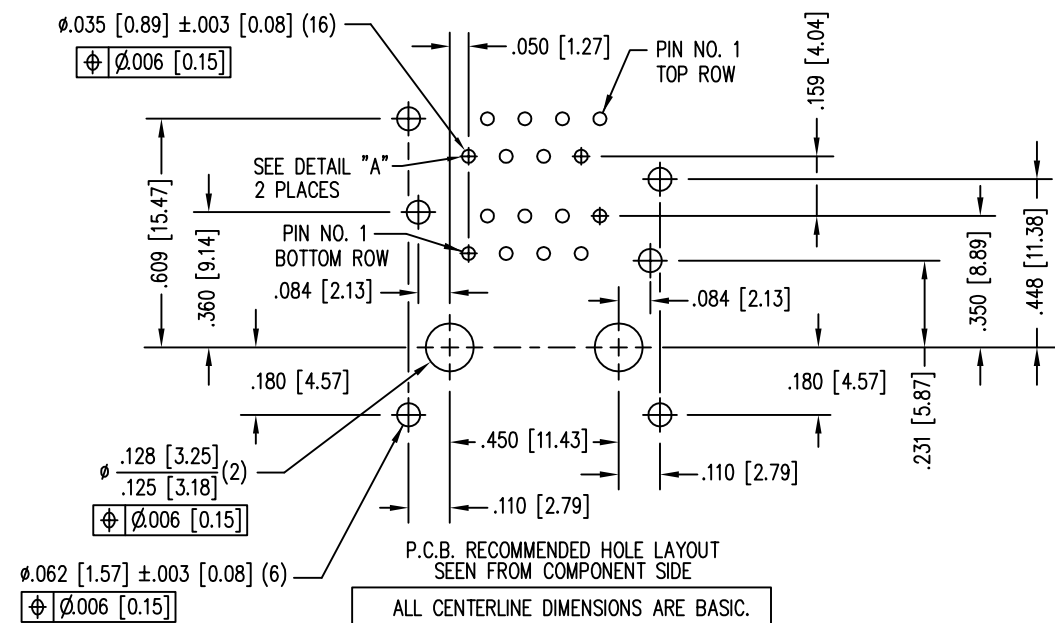 ø.035 [0.89] ±.003 [0.08] (16)
⌖ Ø.006 [0.15]
.050 [1.27]
PIN NO. 1
TOP ROW
.159 [4.04]
SEE DETAIL "A"
2 PLACES
PIN NO. 1
BOTTOM ROW
.609 [15.47]
.360 [9.14]
.084 [2.13]
.084 [2.13]
.350 [8.89]
.448 [11.38]
.180 [4.57]
.180 [4.57]
.231 [5.87]
.450 [11.43]
ø .128 [3.25]
.125 [3.18] (2)
⌖ Ø.006 [0.15]
.110 [2.79]
.110 [2.79]
ø.062 [1.57] ±.003 [0.08] (6)
⌖ Ø.006 [0.15]
P.C.B. RECOMMENDED HOLE LAYOUT
SEEN FROM COMPONENT SIDE
ALL CENTERLINE DIMENSIONS ARE BASIC.